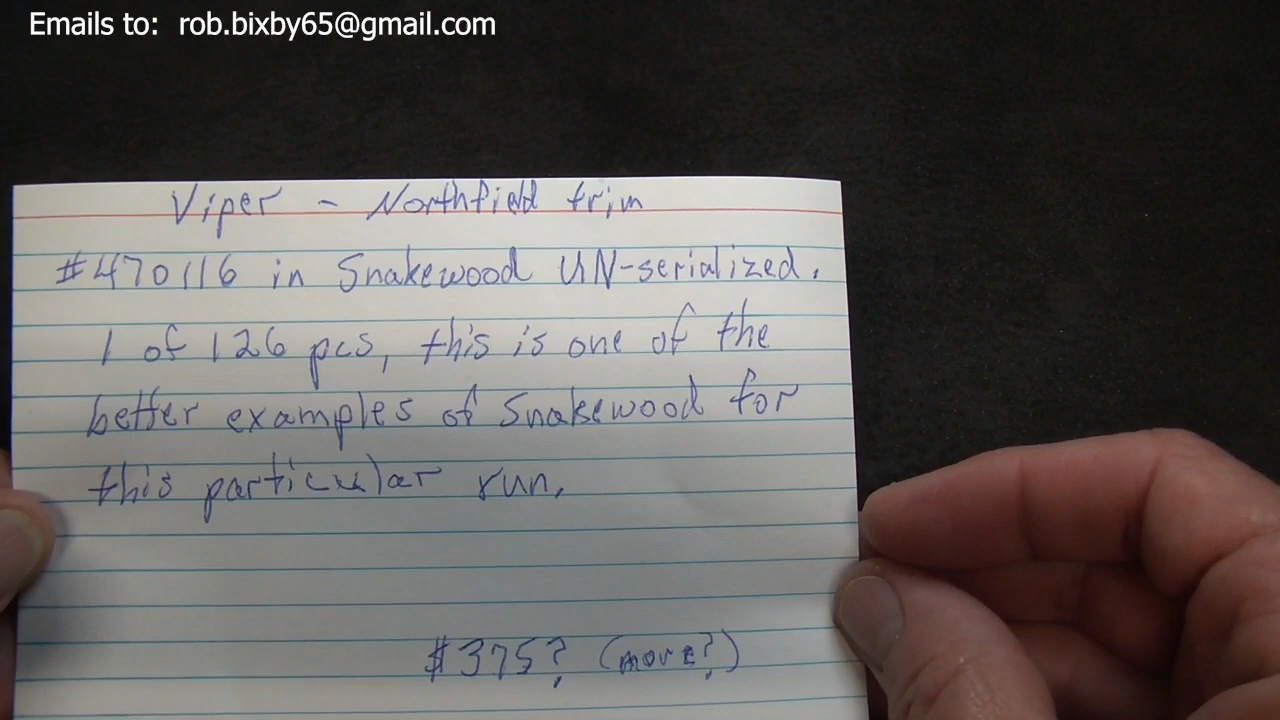 Emails to: rob.bixby65@gmail.com
Viper - Northfield trim
#470116 in Snakewood UN-serialized.
1 of 126 pcs, this is one of the
better examples of Snakewood for
this particular run.
$375? (more?)